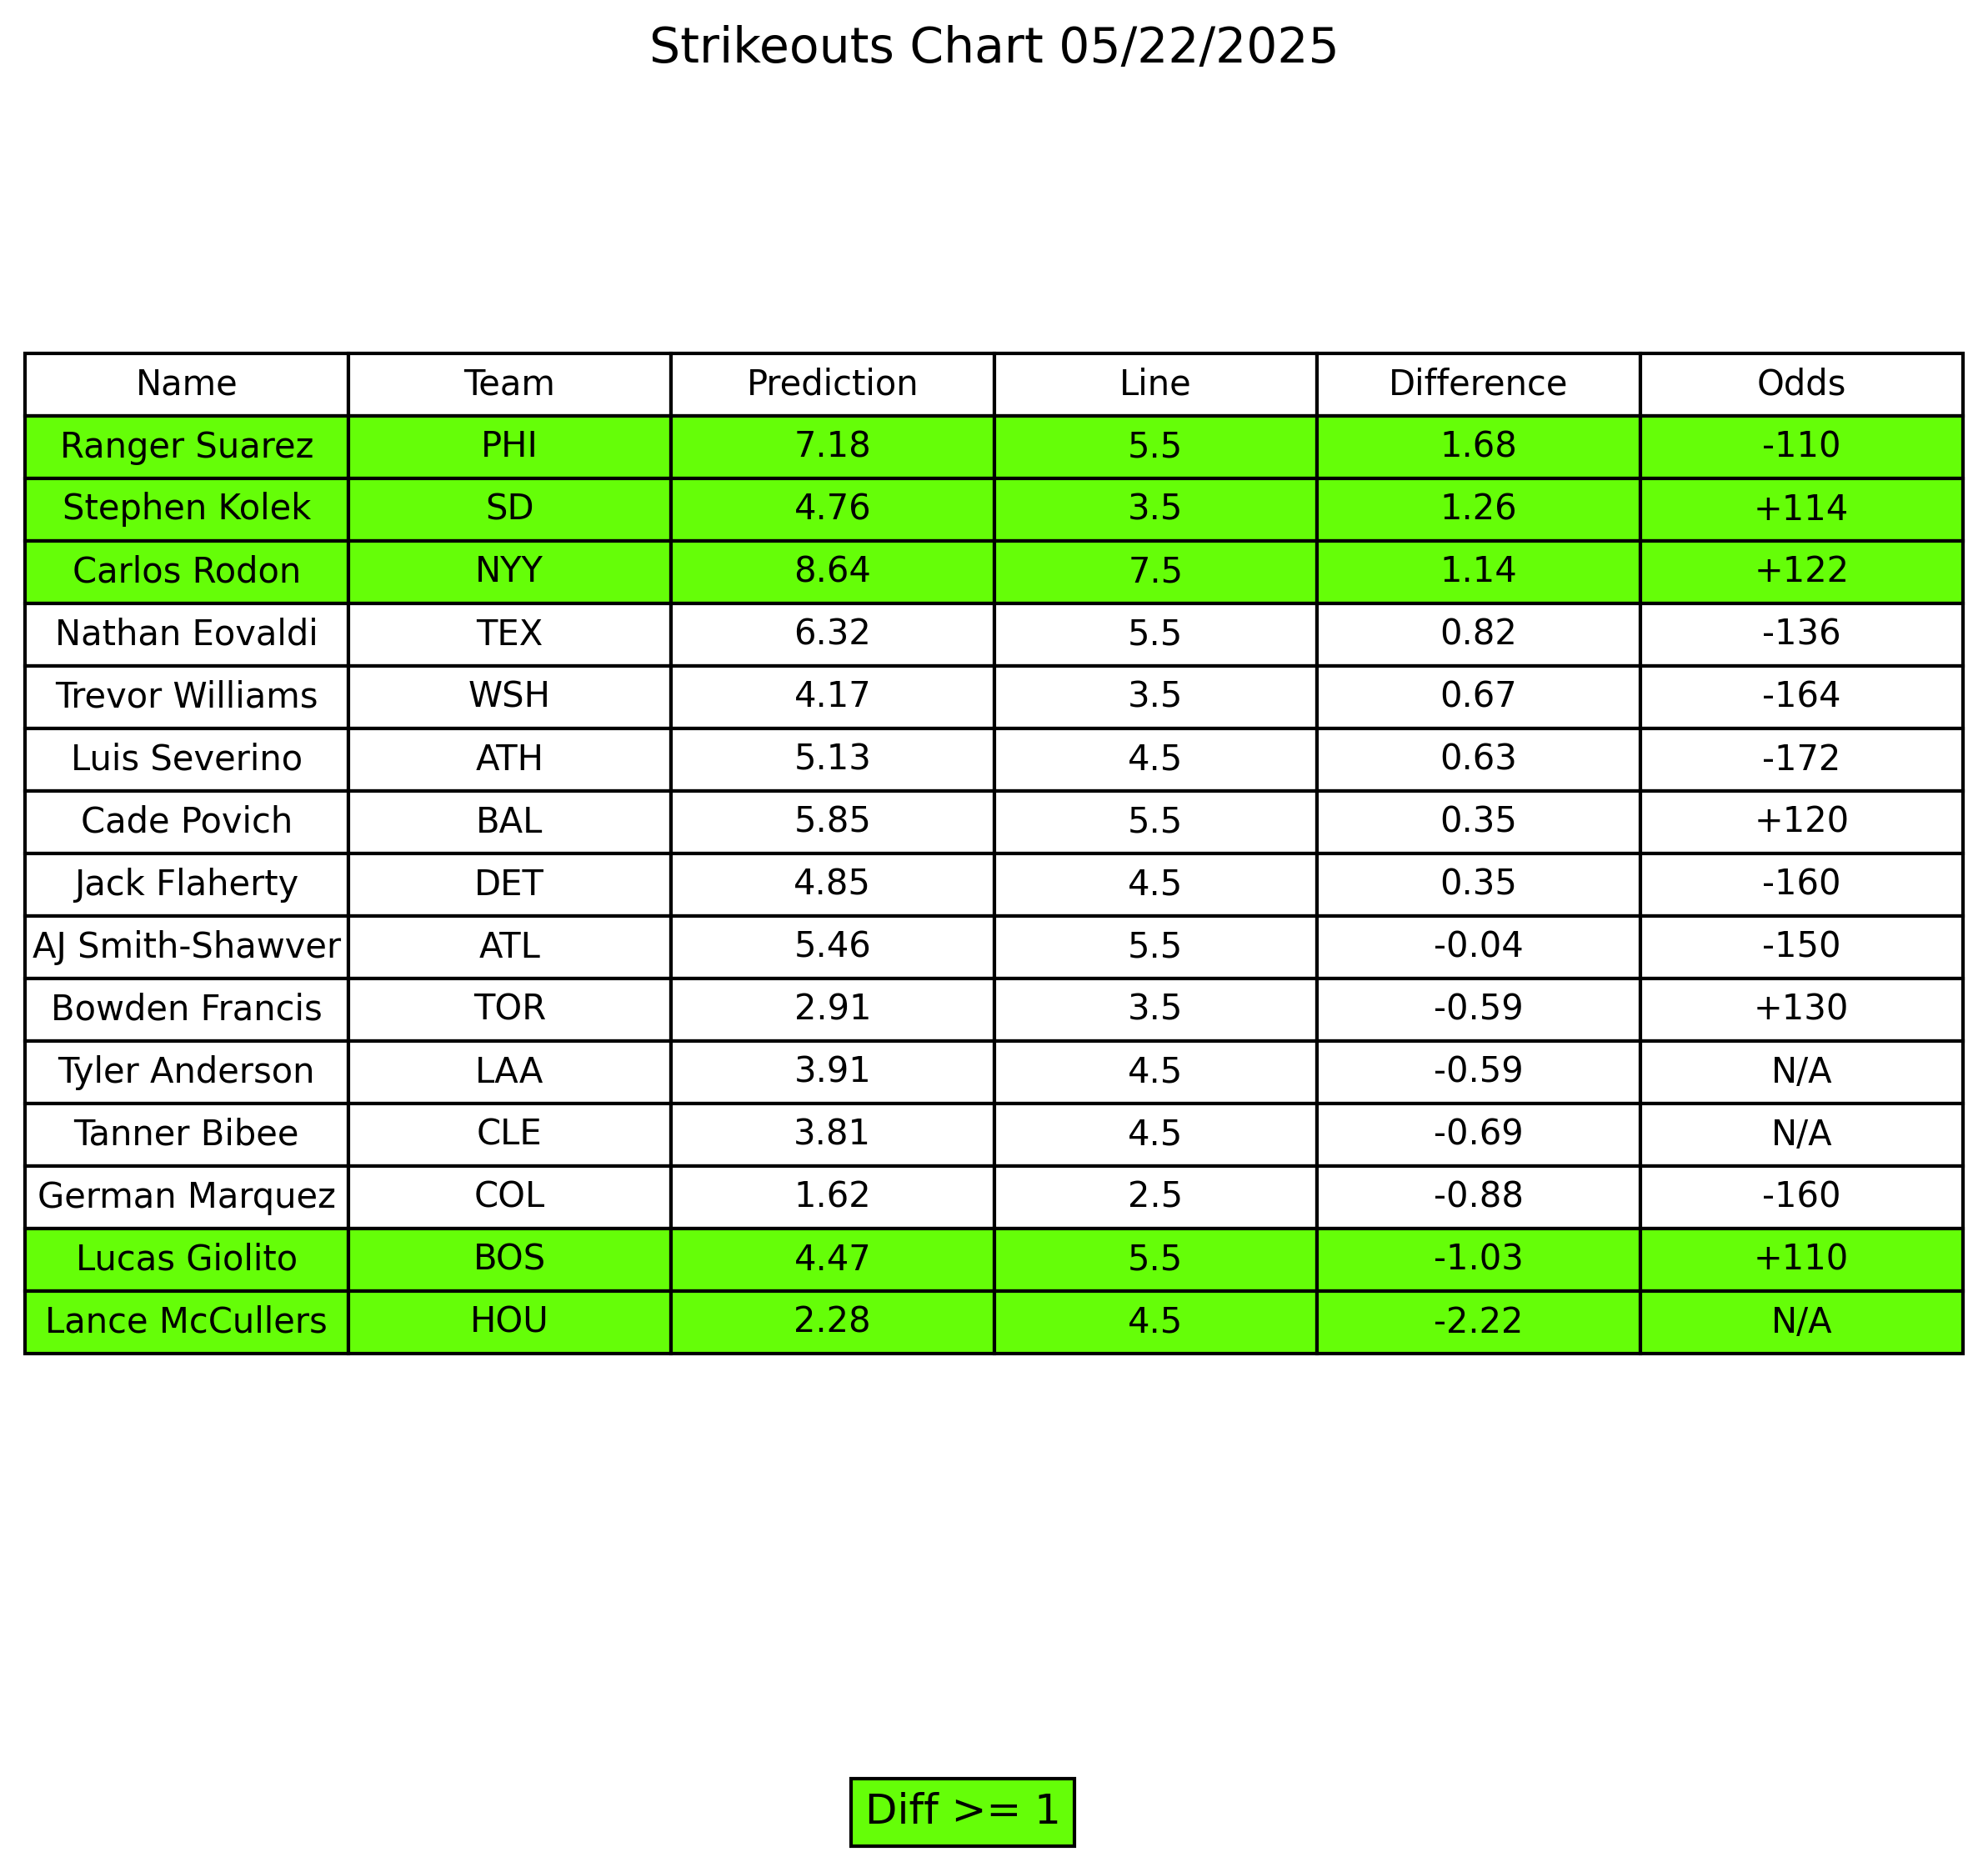 Strikeouts Chart 05/22/2025
Name Team Prediction Line Difference Odds
Ranger Suarez PHI 7.18 5.5 1.68 -110
Stephen Kolek SD 4.76 3.5 1.26 +114
Carlos Rodon NYY 8.64 7.5 1.14 +122
Nathan Eovaldi TEX 6.32 5.5 0.82 -136
Trevor Williams WSH 4.17 3.5 0.67 -164
Luis Severino ATH 5.13 4.5 0.63 -172
Cade Povich BAL 5.85 5.5 0.35 +120
Jack Flaherty DET 4.85 4.5 0.35 -160
AJ Smith-Shawver ATL 5.46 5.5 -0.04 -150
Bowden Francis TOR 2.91 3.5 -0.59 +130
Tyler Anderson LAA 3.91 4.5 -0.59 N/A
Tanner Bibee CLE 3.81 4.5 -0.69 N/A
German Marquez COL 1.62 2.5 -0.88 -160
Lucas Giolito BOS 4.47 5.5 -1.03 +110
Lance McCullers HOU 2.28 4.5 -2.22 N/A
Diff >= 1